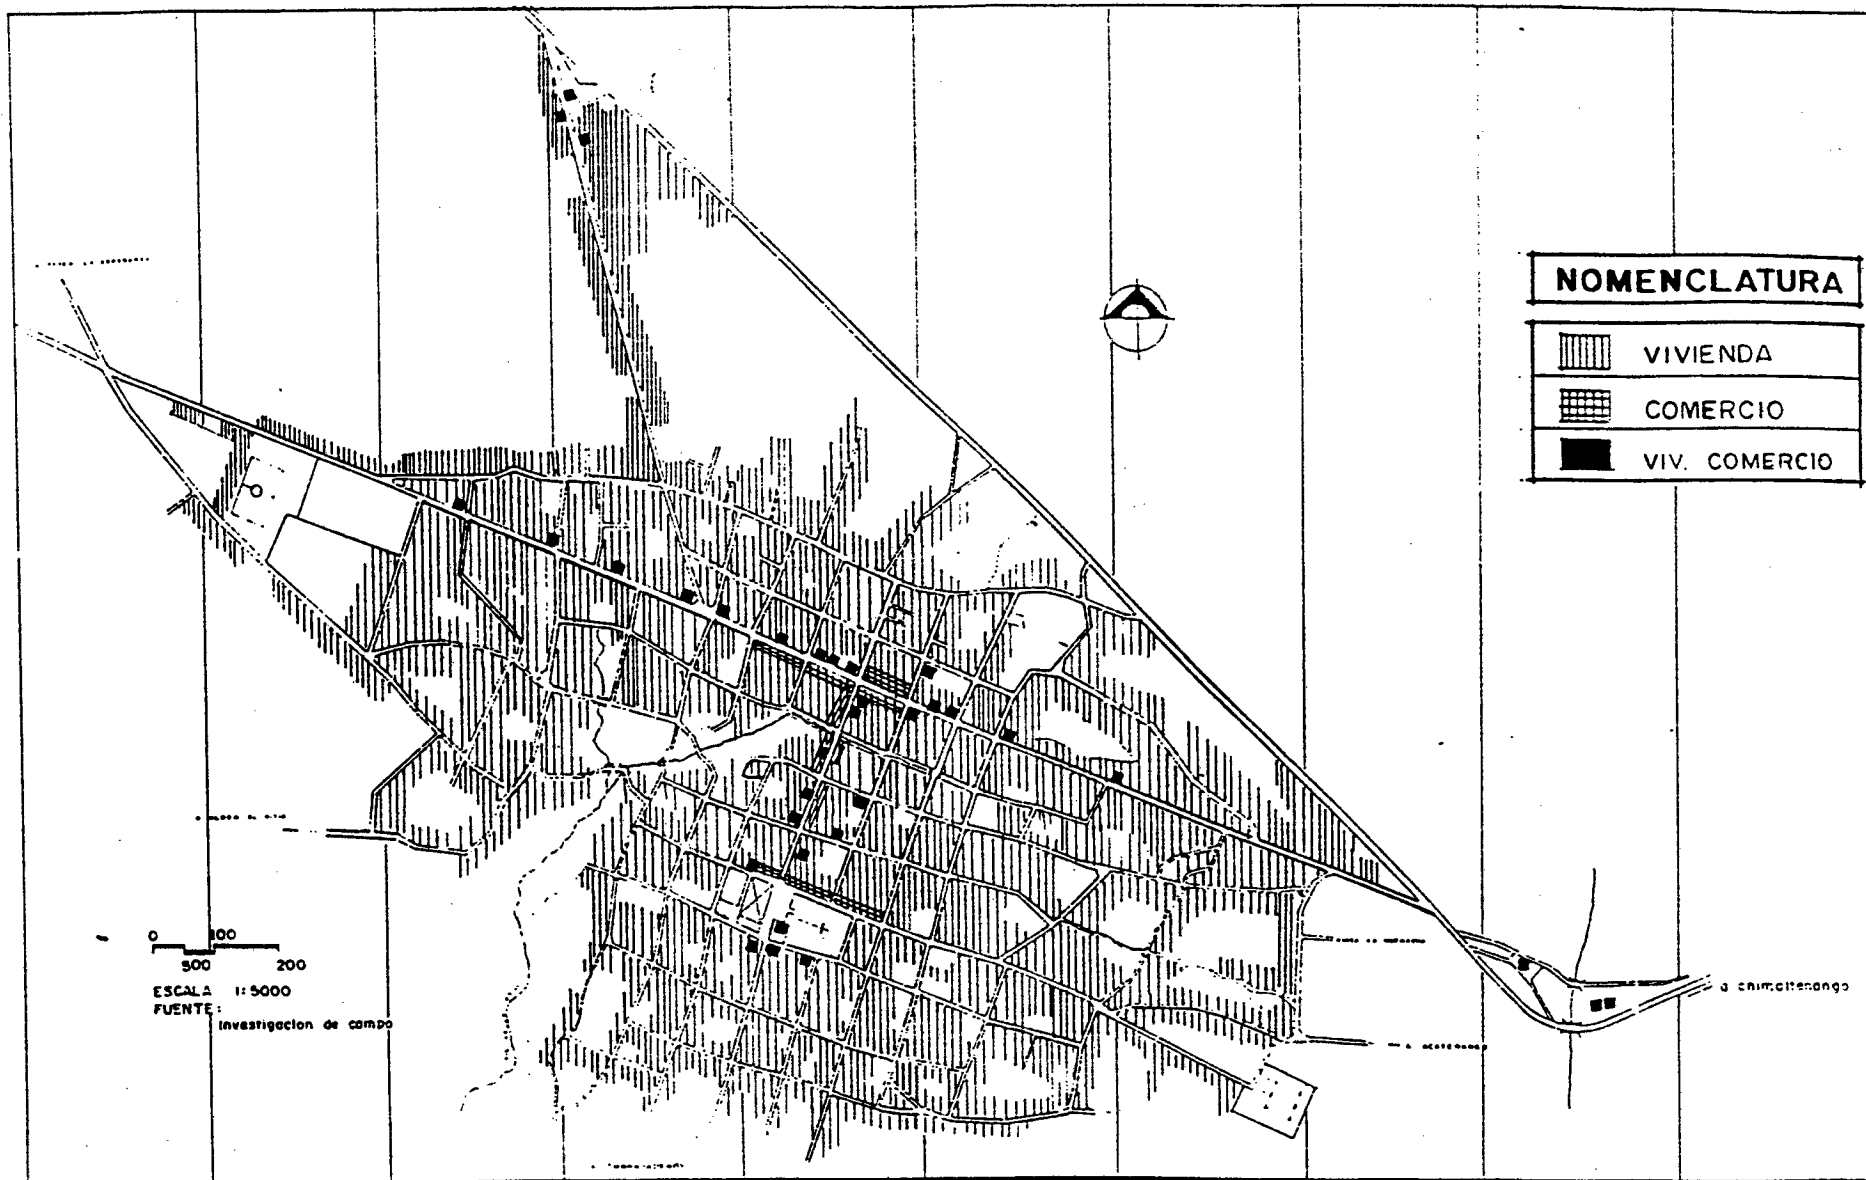 NOMENCLATURA
VIVIENDA
COMERCIO
VIV. COMERCIO
0 100
500 200
ESCALA 1:5000
FUENTE:
Investigacion de campo
a chimaltenango